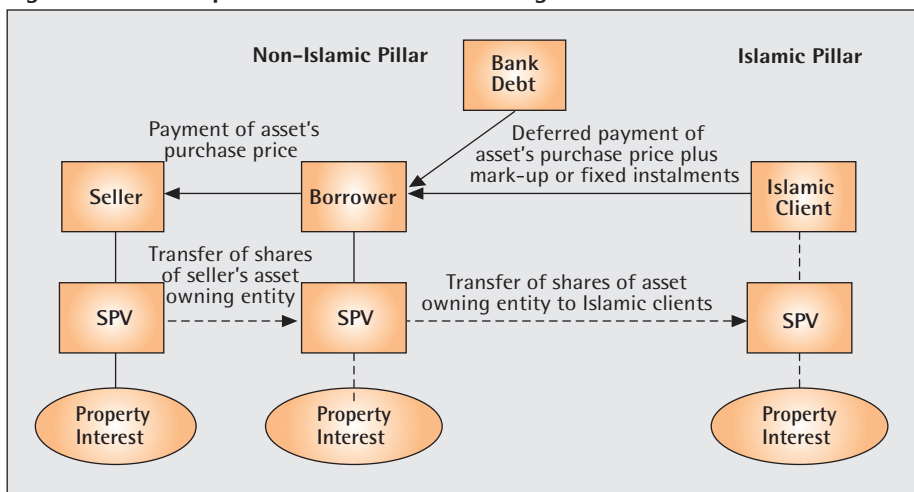 Non-Islamic Pillar
Islamic Pillar
Bank
Debt
Payment of asset's
purchase price
Deferred payment of
asset's purchase price plus
mark-up or fixed instalments
Seller
Borrower
Islamic
Client
Transfer of shares
of seller's asset
owning entity
Transfer of shares of asset
owning entity to Islamic clients
SPV
SPV
SPV
Property
Interest
Property
Interest
Property
Interest